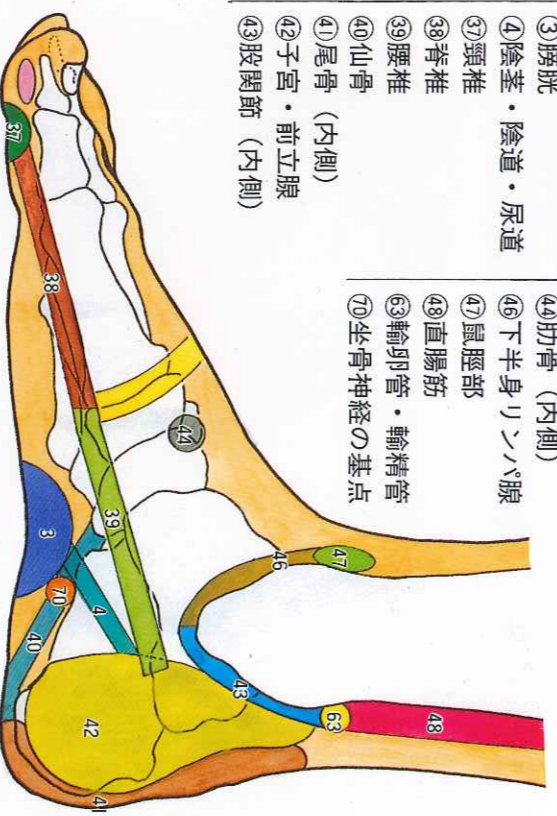 ③膀胱
④陰茎・陰道・尿道
㊲頸椎
㊳脊椎
㊴腰椎
㊵仙骨
㊶尾骨（内側）
㊷子宮・前立腺
㊸股関節（内側）
㊹肋骨（内側）
㊻下半身リンパ腺
㊼鼠脛部
㊽直腸筋
63輸卵管・輸精管
70坐骨神経の基点
37
38
44
39
46
47
3
4
70
40
43
63
48
42
41